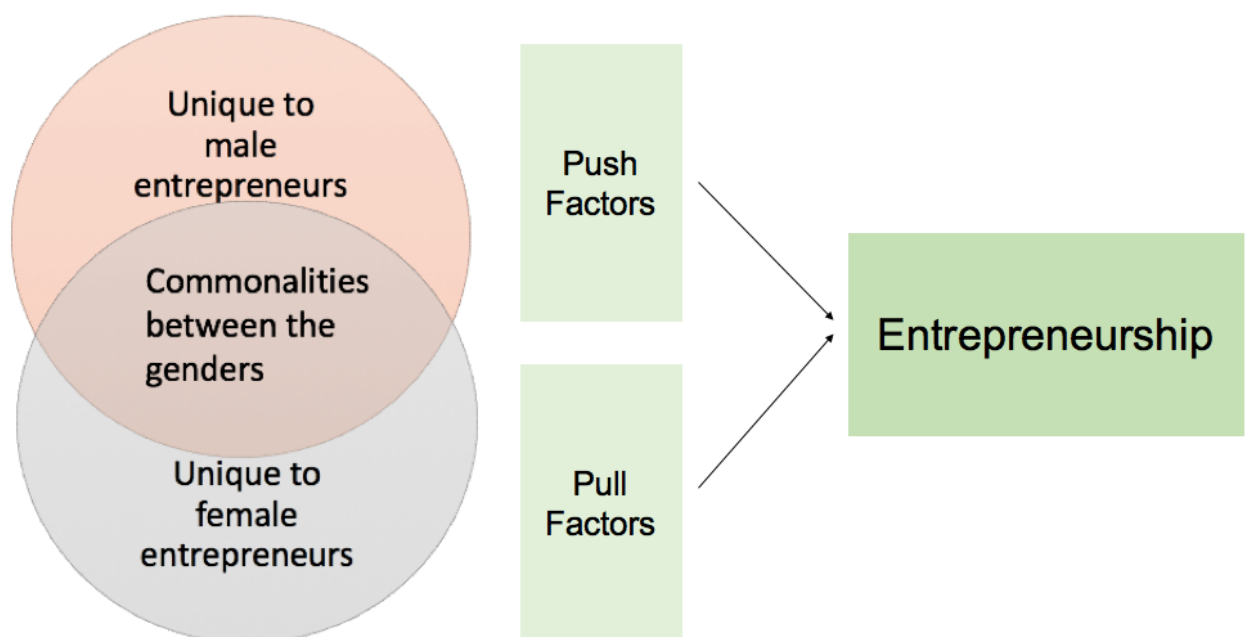 Unique to
male
entrepreneurs
Commonalities
between the
genders
Unique to
female
entrepreneurs
Push
Factors
Pull
Factors
Entrepreneurship